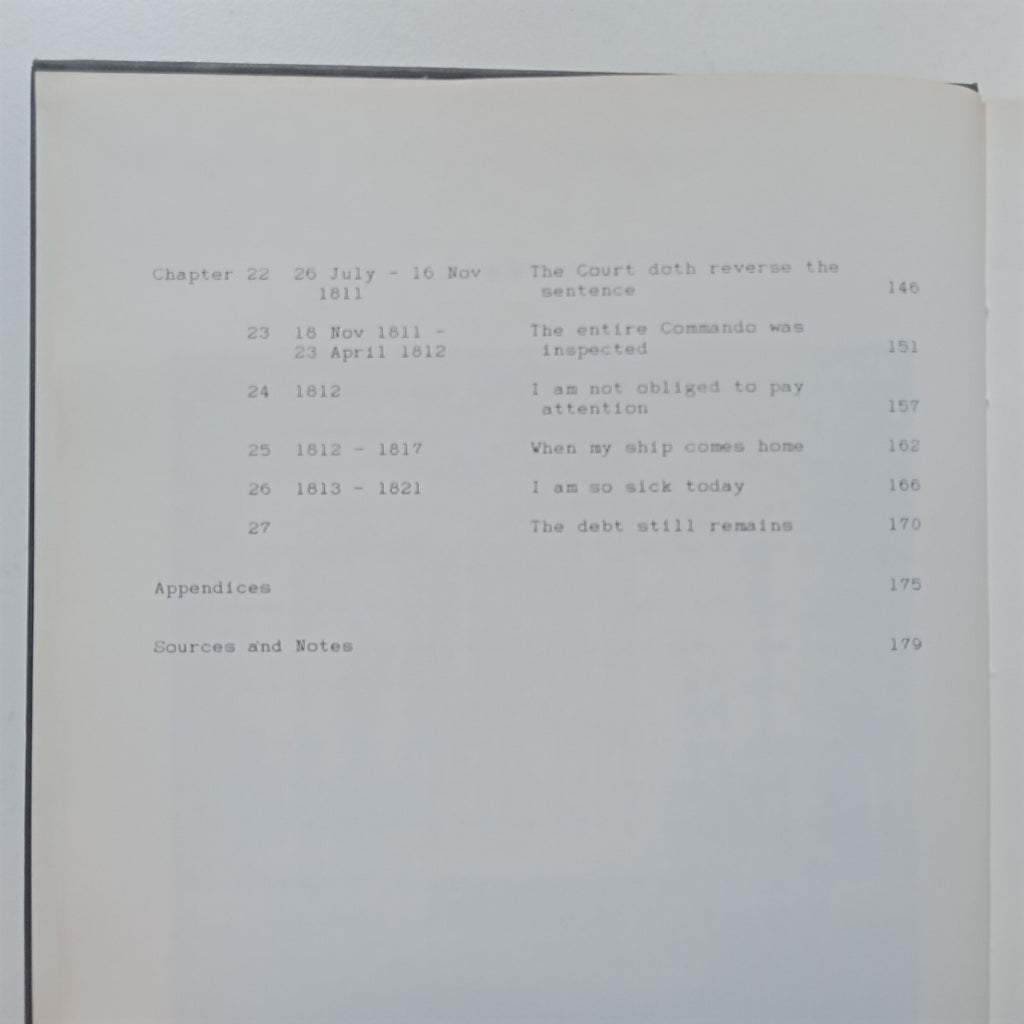 Chapter 22 26 July - 16 Nov The Court doth reverse the
1811 sentence 146
23 18 Nov 1811 - The entire Commando was
23 April 1812 inspected 151
24 1812 I am not obliged to pay
attention 157
25 1812 - 1817 When my ship comes home 162
26 1813 - 1821 I am so sick today 166
27 The debt still remains 170
Appendices 175
Sources and Notes 179